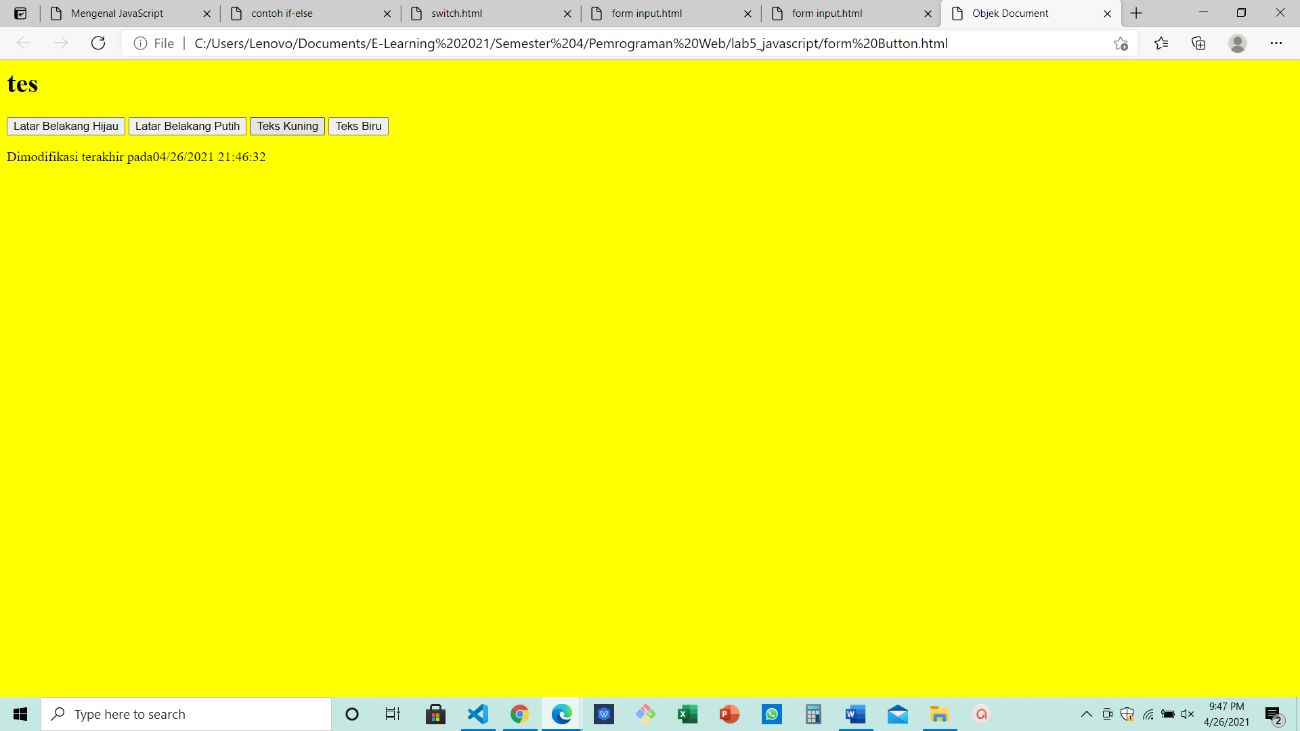 Mengenal JavaScript
contoh if-else
switch.html
form input.html
form input.html
Objek Document
File | C:/Users/Lenovo/Documents/E-Learning%202021/Semester%204/Pemrograman%20Web/lab5_javascript/form%20Button.html
tes
Latar Belakang Hijau Latar Belakang Putih Teks Kuning Teks Biru
Dimodifikasi terakhir pada04/26/2021 21:46:32
Type here to search
9:47 PM
4/26/2021
2